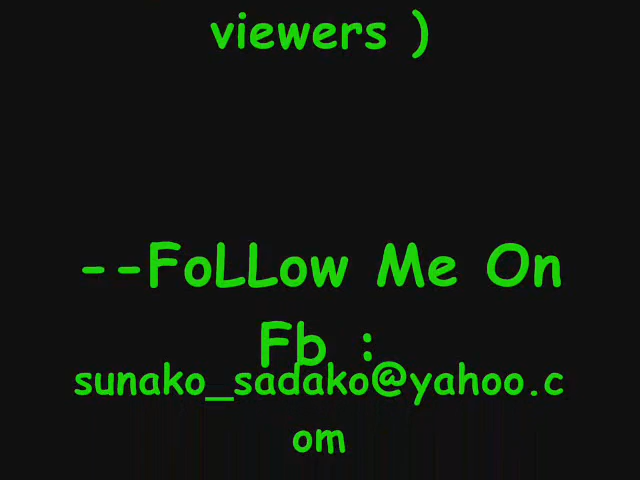 viewers )
--FoLLow Me On
Fb :
sunako_sadako@yahoo.c
om